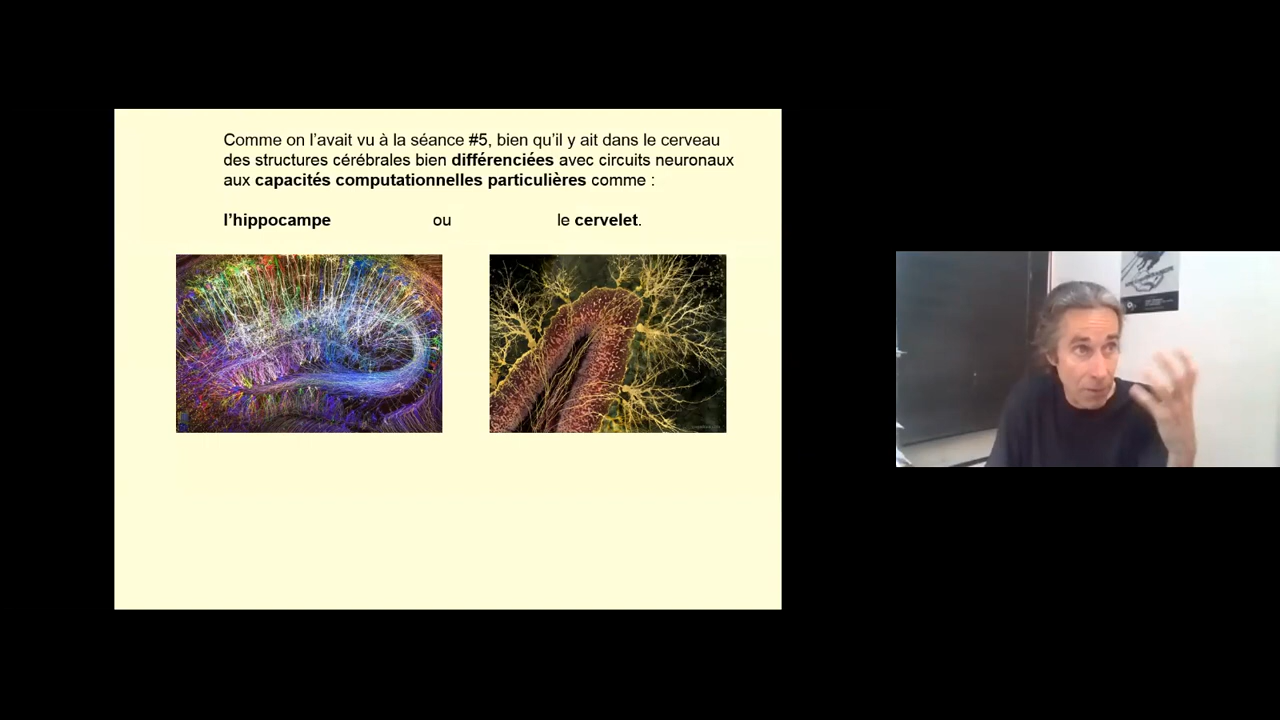 Comme on l'avait vu à la séance #5, bien qu'il y ait dans le cerveau
des structures cérébrales bien différenciées avec circuits neuronaux
aux capacités computationnelles particulières comme :
l'hippocampe ou le cervelet.